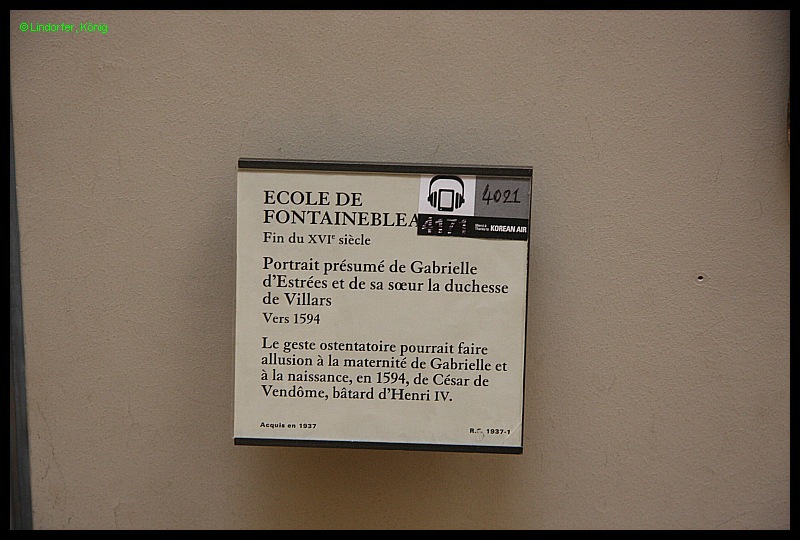 © Lindorfer, König
ECOLE DE
4021
FONTAINEBLEA
KOREAN AIR
Fin du XVIe siècle
Portrait présumé de Gabrielle
d'Estrées et de sa sœur la duchesse
de Villars
Vers 1594
Le geste ostentatoire pourrait faire
allusion à la maternité de Gabrielle et
à la naissance, en 1594, de César de
Vendôme, bâtard d'Henri IV.
Acquis en 1937
R.F. 1937-1